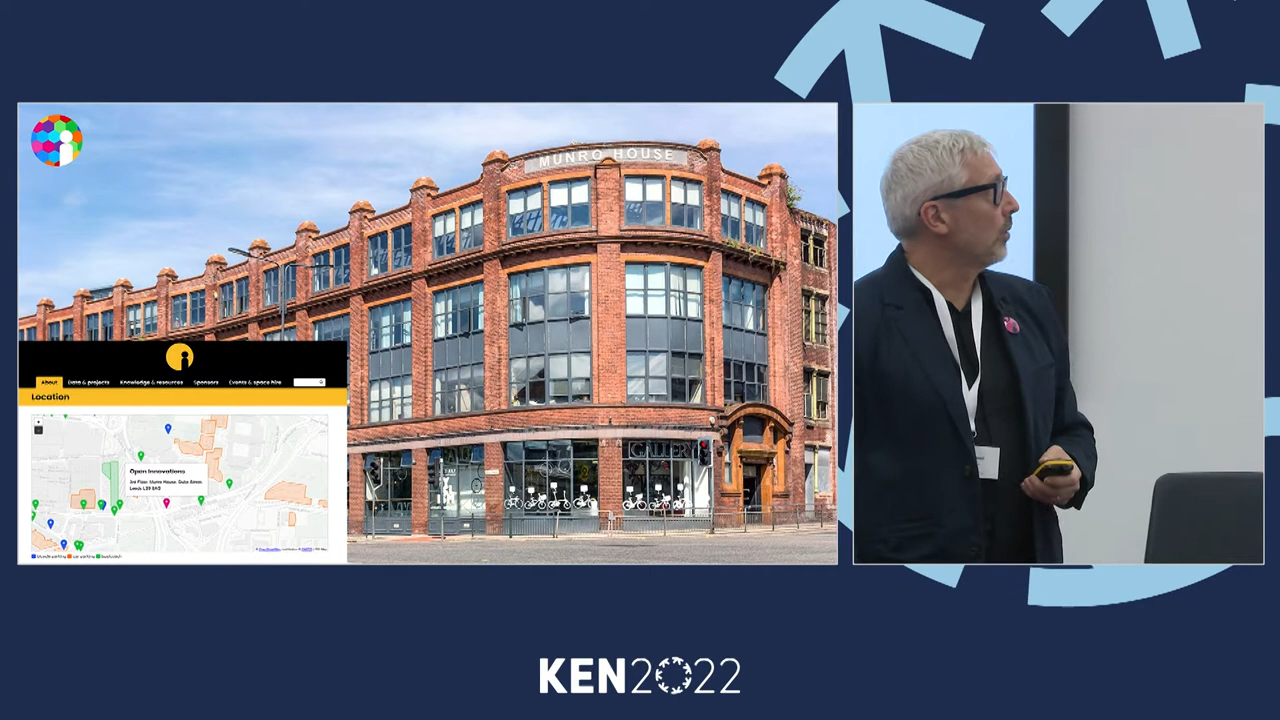 MUNRO HOUSE
GALLERY
About Data & projects Knowledge & resources Sponsors Events & space hire
Location
Open Innovations
3rd Floor, Munro House, Duke Street,
Leeds LS9 8AG
KEN2022